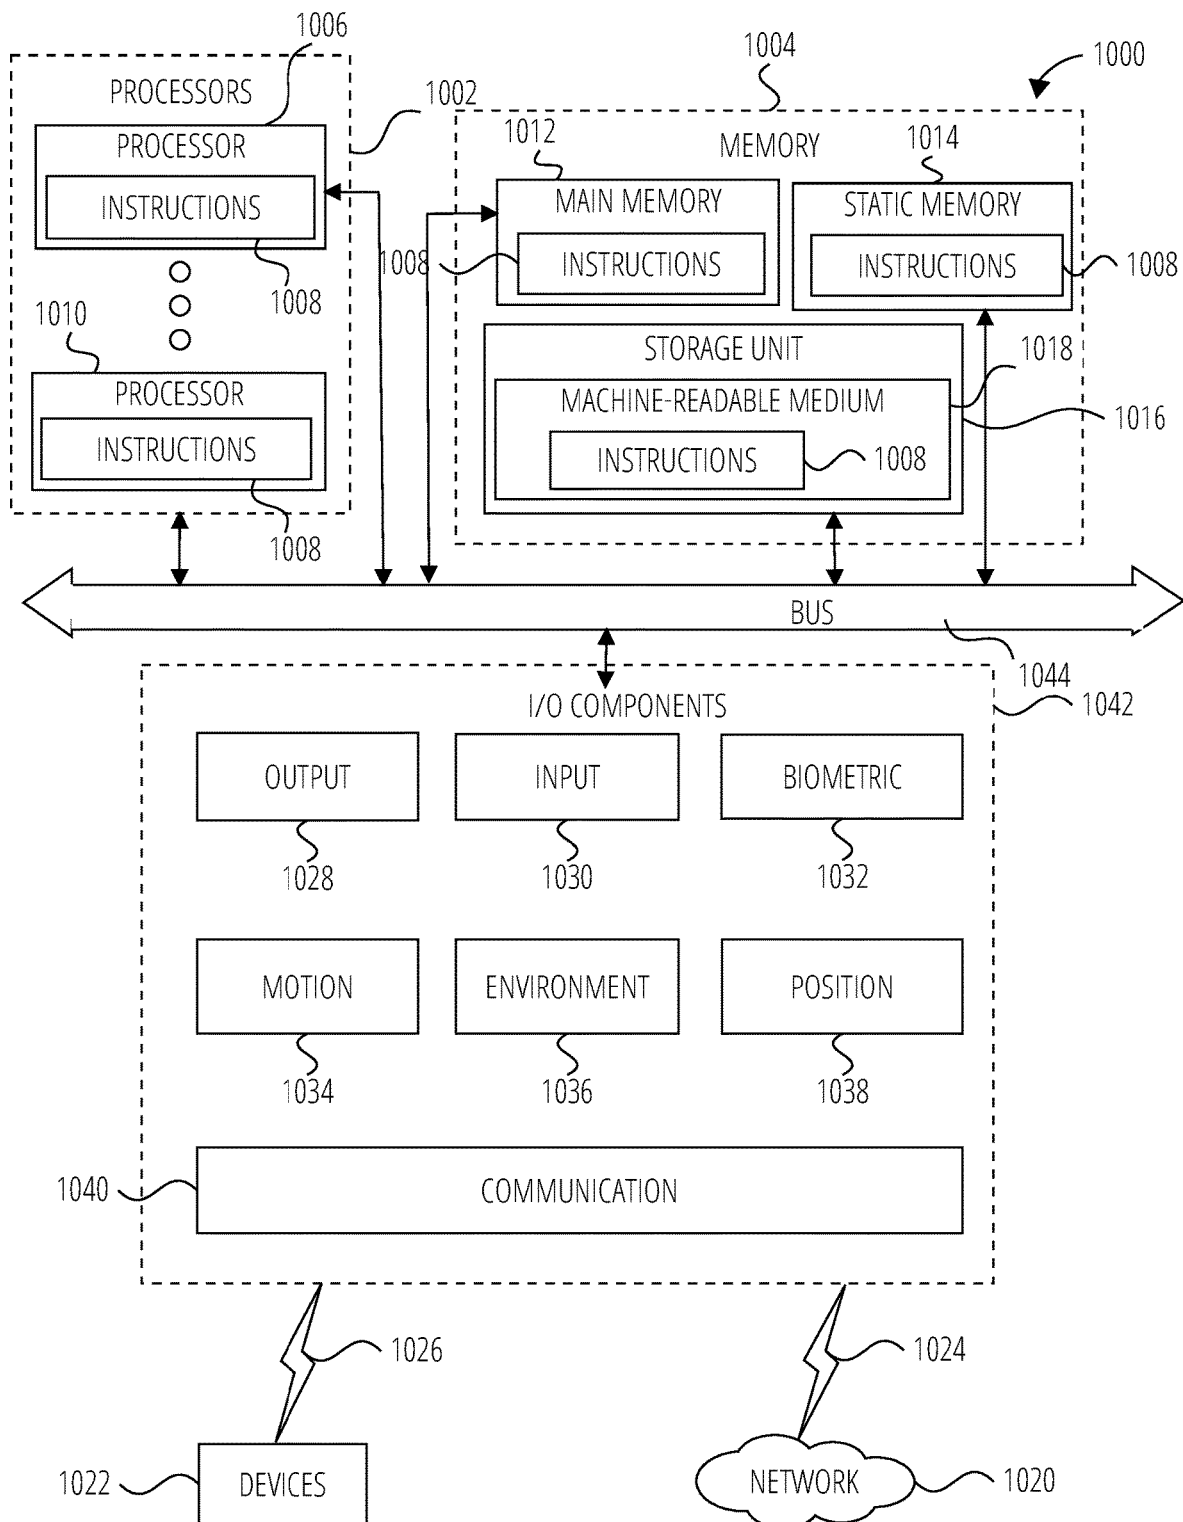 1006
1004
1000
PROCESSORS
1002
1012
1014
MEMORY
PROCESSOR
MAIN MEMORY
STATIC MEMORY
INSTRUCTIONS
1008
INSTRUCTIONS
INSTRUCTIONS
1008
1008
1010
STORAGE UNIT
1018
PROCESSOR
MACHINE-READABLE MEDIUM
1016
INSTRUCTIONS
INSTRUCTIONS
1008
1008
BUS
1044
I/O COMPONENTS
1042
OUTPUT
INPUT
BIOMETRIC
1028
1030
1032
MOTION
ENVIRONMENT
POSITION
1034
1036
1038
1040
COMMUNICATION
1026
1024
1022
DEVICES
NETWORK
1020